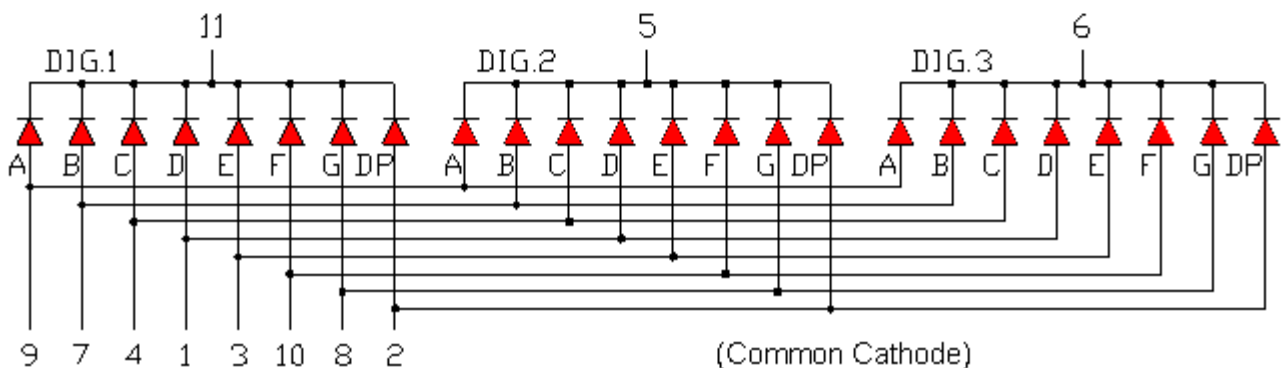 11 5 6
DIG.1 DIG.2 DIG.3
A B C D E F G DP A B C D E F G DP A B C D E F G DP
9 7 4 1 3 10 8 2 (Common Cathode)